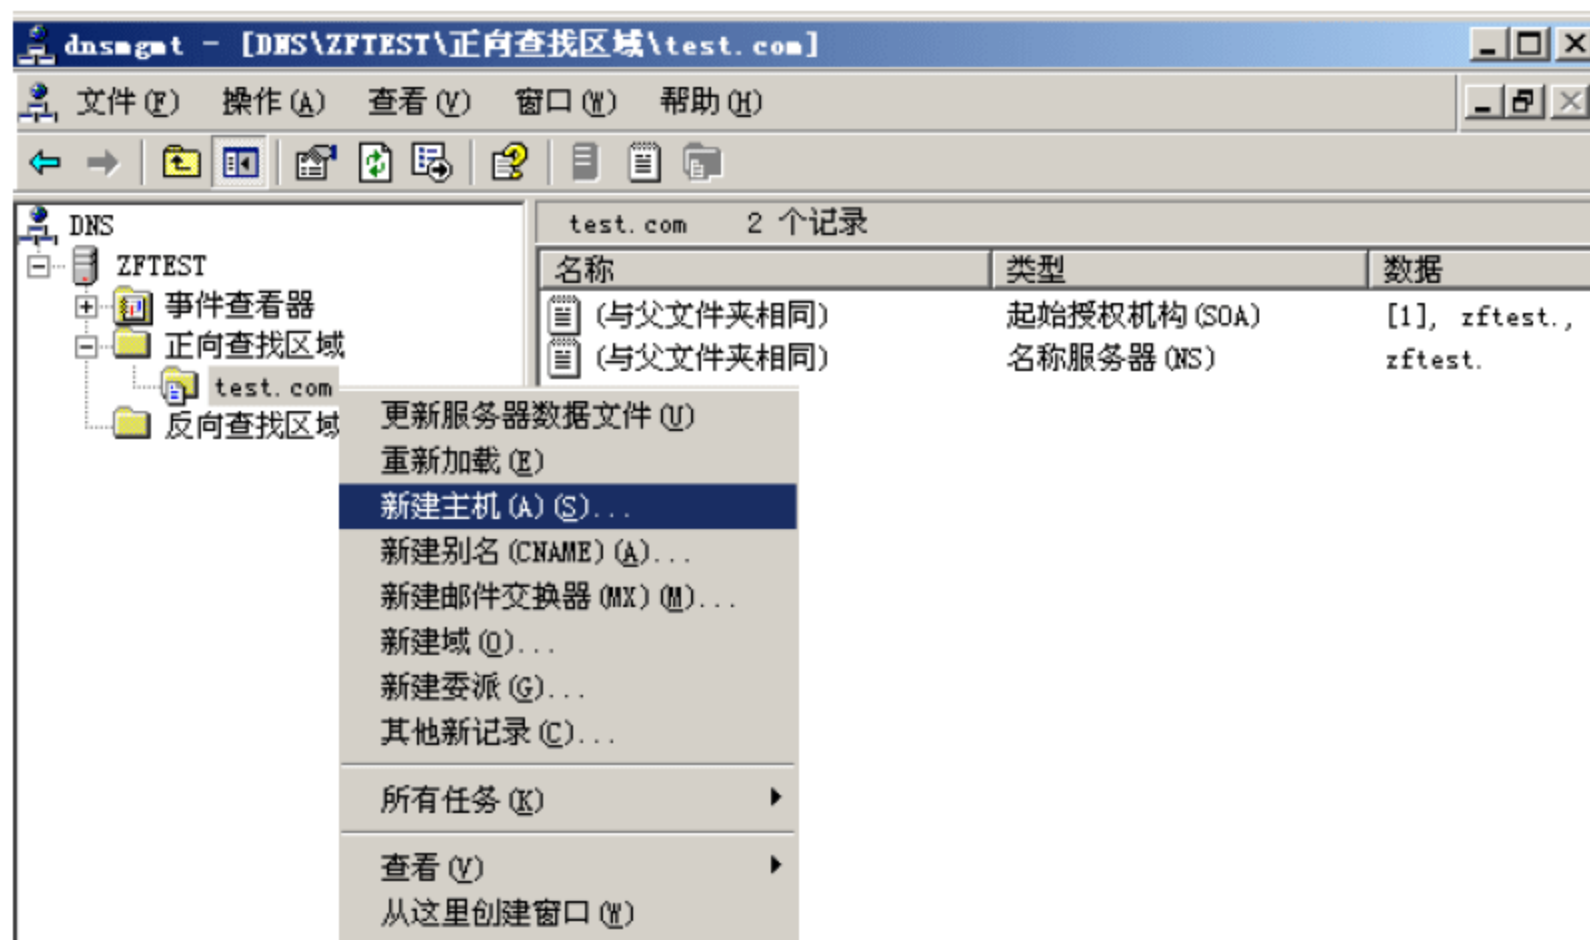 dnsmgmt - [DNS\ZFTEST\正向查找区域\test.com]
文件(F) 操作(A) 查看(V) 窗口(W) 帮助(H)
DNS
ZFTEST
事件查看器
正向查找区域
test.com
反向查找区域
test.com 2 个记录
名称 类型 数据
(与父文件夹相同) 起始授权机构(SOA) [1], zftest.,
(与父文件夹相同) 名称服务器(NS) zftest.
更新服务器数据文件(U)
重新加载(E)
新建主机(A)(S)...
新建别名(CNAME)(A)...
新建邮件交换器(MX)(M)...
新建域(O)...
新建委派(G)...
其他新记录(C)...
所有任务(K)
查看(V)
从这里创建窗口(W)